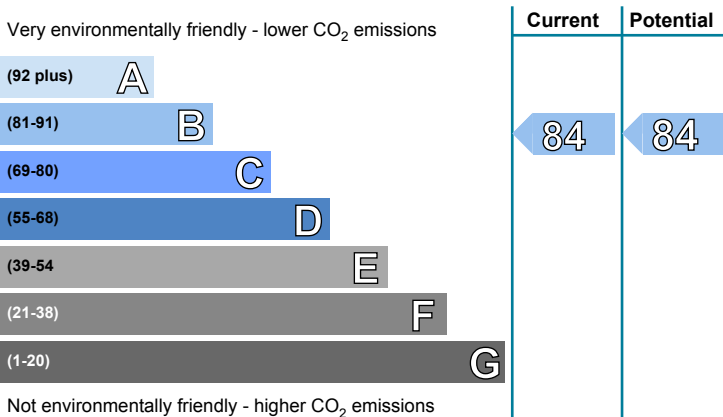 Current Potential
Very environmentally friendly - lower CO2 emissions
(92 plus) A
(81-91) B 84 84
(69-80) C
(55-68) D
(39-54 E
(21-38) F
(1-20) G
Not environmentally friendly - higher CO2 emissions